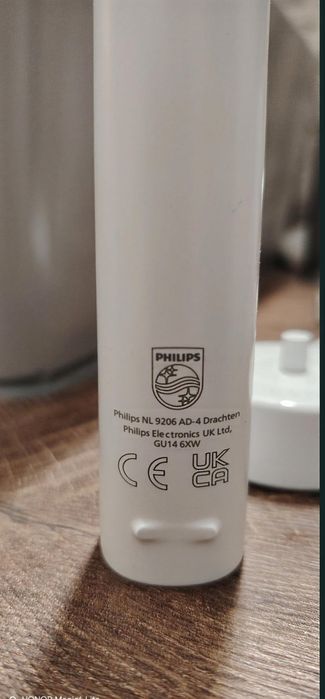 PHILIPS
Philips NL 9206 AD-4 Drachten
Philips Electronics UK Ltd,
GU14 6XW
CE UK
CA